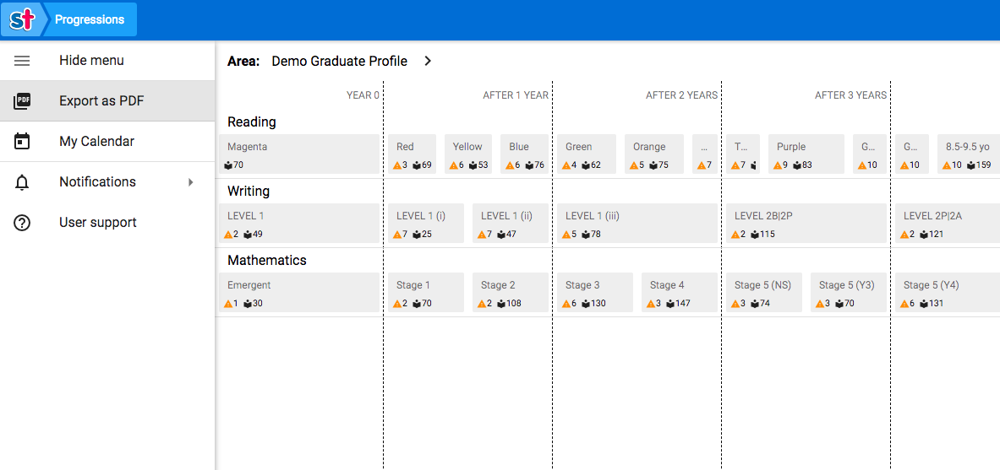 st Progressions
Hide menu
Export as PDF
My Calendar
Notifications
User support
Area: Demo Graduate Profile
YEAR 0 AFTER 1 YEAR AFTER 2 YEARS AFTER 3 YEARS
Reading
Magenta Red Yellow Blue Green Orange ... T... Purple G... G... 8.5-9.5 yo
70 3 69 6 53 6 76 4 62 5 75 7 7 9 83 10 10 10 159
Writing
LEVEL 1 LEVEL 1 (i) LEVEL 1 (ii) LEVEL 1 (iii) LEVEL 2B|2P LEVEL 2P|2A
2 49 7 25 7 47 5 78 2 115 2 121
Mathematics
Emergent Stage 1 Stage 2 Stage 3 Stage 4 Stage 5 (NS) Stage 5 (Y3) Stage 5 (Y4)
1 30 2 70 2 108 6 130 3 147 3 74 3 70 6 131